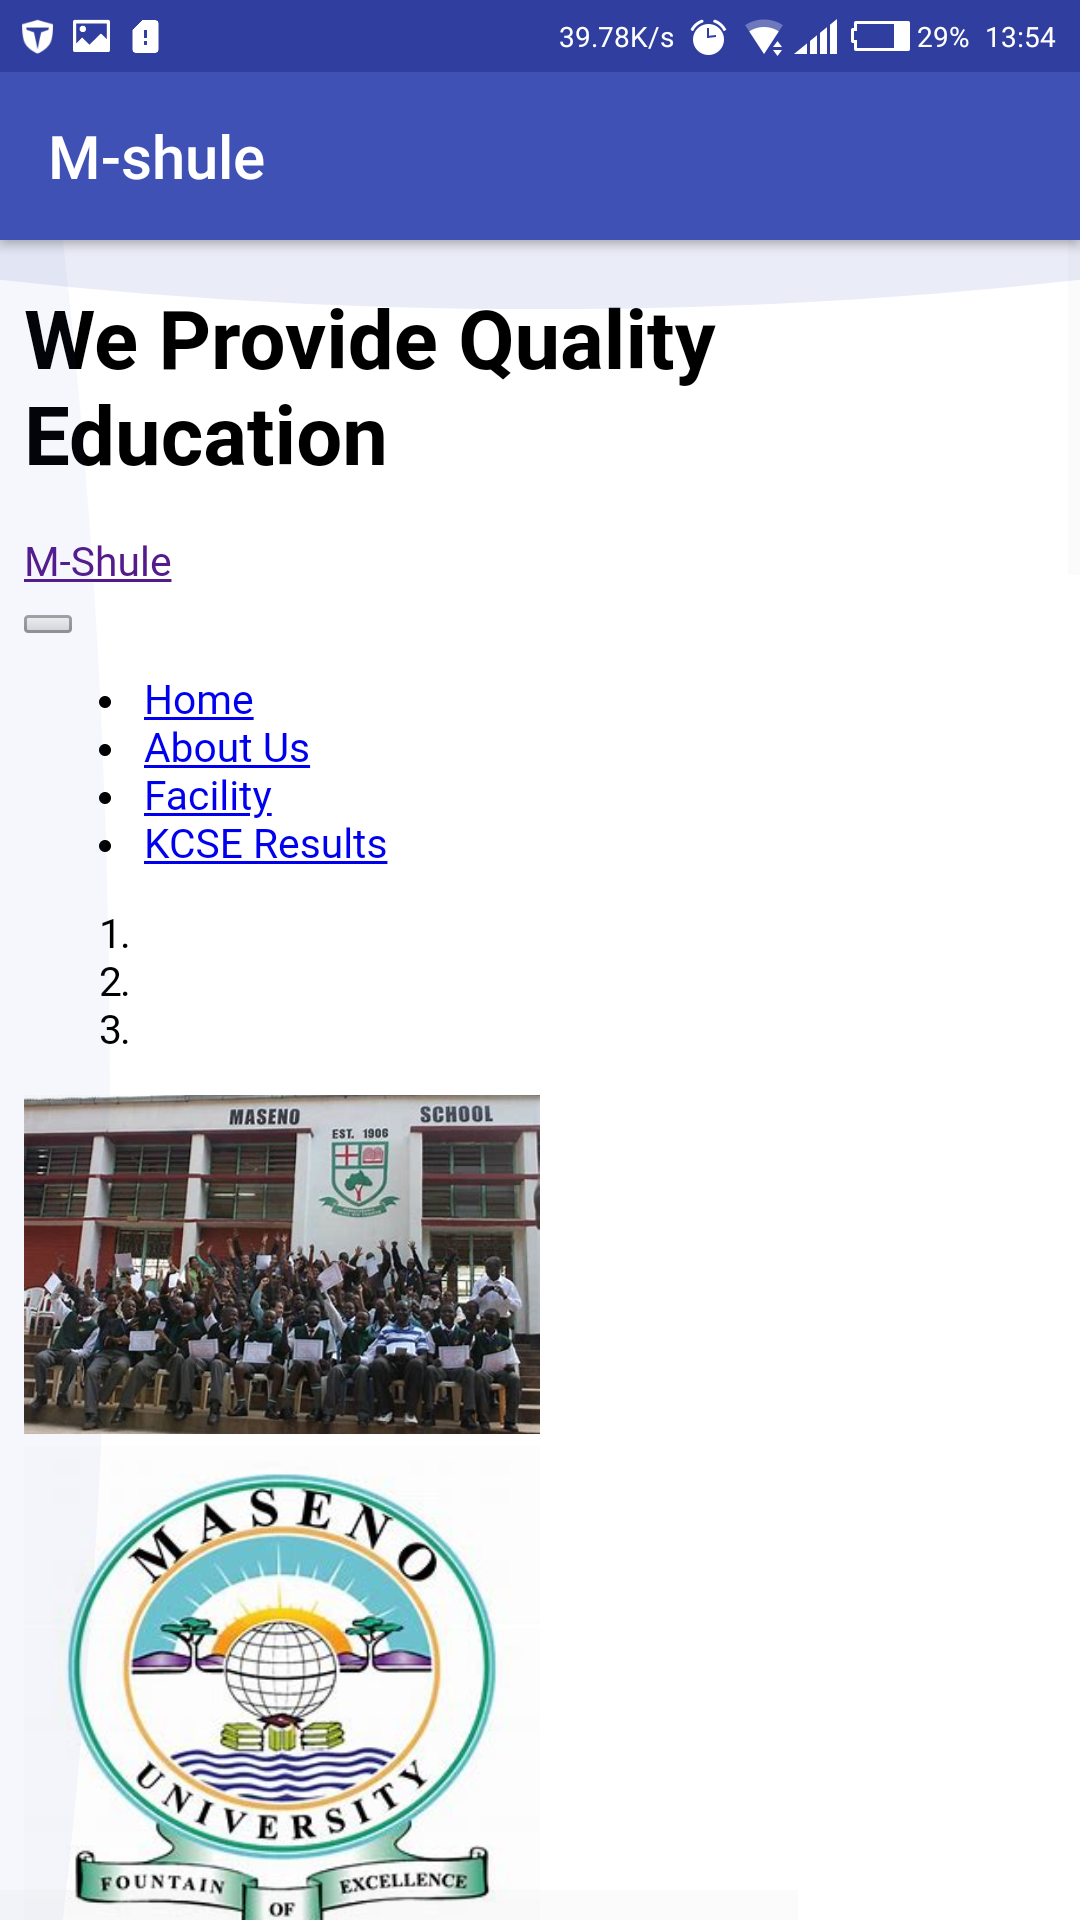 39.78K/s 29% 13:54
M-shule
We Provide Quality
Education
M-Shule
Home
About Us
Facility
KCSE Results
1.
2.
3.
MASENO SCHOOL
EST. 1906
MASENO
UNIVERSITY
FOUNTAIN OF EXCELLENCE